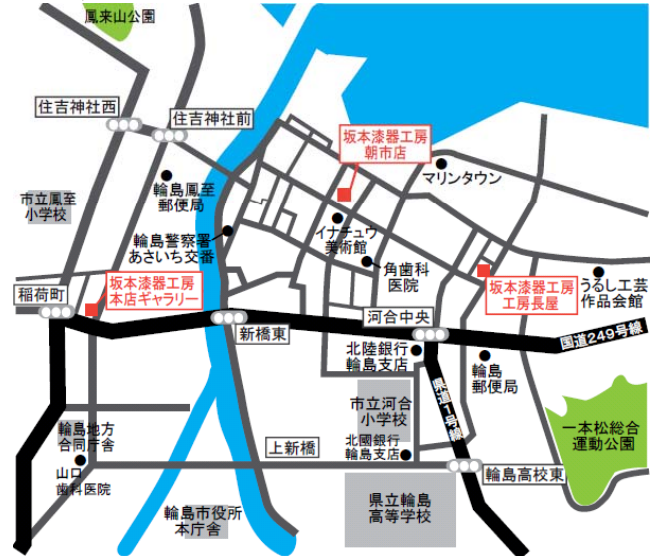 鳳来山公園
住吉神社西
住吉神社前
坂本漆器工房
朝市店
マリンタウン
輪島鳳至
郵便局
市立鳳至
小学校
イナチュウ
美術館
輪島警察署
あさいち交番
角歯科
医院
坂本漆器工房
本店ギャラリー
坂本漆器工房
工房長屋
うるし工芸
作品会館
稲荷町
新橋東
河合中央
国道249号線
北陸銀行
輪島支店
輪島
郵便局
県道1号線
市立河合
小学校
一本松総合
運動公園
輪島地方
合同庁舎
上新橋
北國銀行
輪島支店
山口
歯科医院
輪島高校東
輪島市役所
本庁舎
県立輪島
高等学校